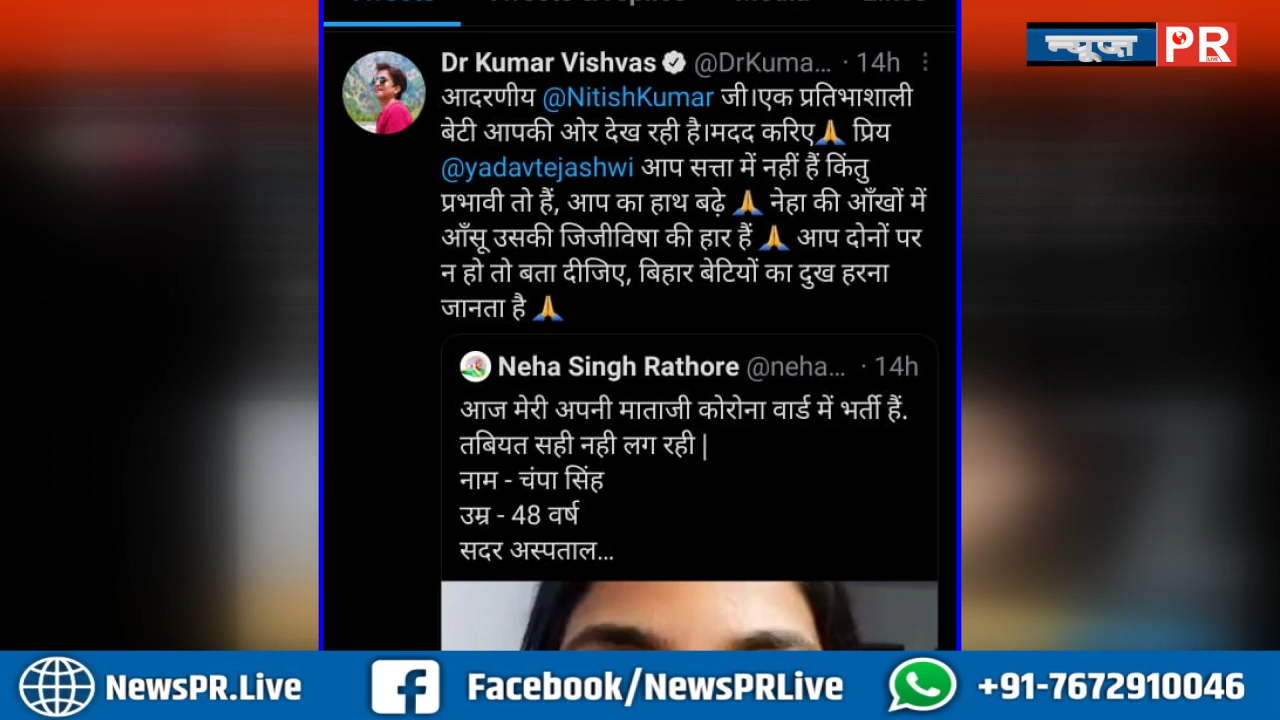 न्यूज़ PR
LIVE
Dr Kumar Vishvas @DrKuma... · 14h
आदरणीय @NitishKumar जी।एक प्रतिभाशाली
बेटी आपकी ओर देख रही है।मदद करिए🙏 प्रिय
@yadavtejashwi आप सत्ता में नहीं हैं किंतु
प्रभावी तो हैं, आप का हाथ बढ़े 🙏 नेहा की आँखों में
आँसू उसकी जिजीविषा की हार हैं 🙏 आप दोनों पर
न हो तो बता दीजिए, बिहार बेटियों का दुख हरना
जानता है 🙏
Neha Singh Rathore @neha... · 14h
आज मेरी अपनी माताजी कोरोना वार्ड में भर्ती हैं.
तबियत सही नही लग रही |
नाम - चंपा सिंह
उम्र - 48 वर्ष
सदर अस्पताल...
NewsPR.Live Facebook/NewsPRLive +91-7672910046